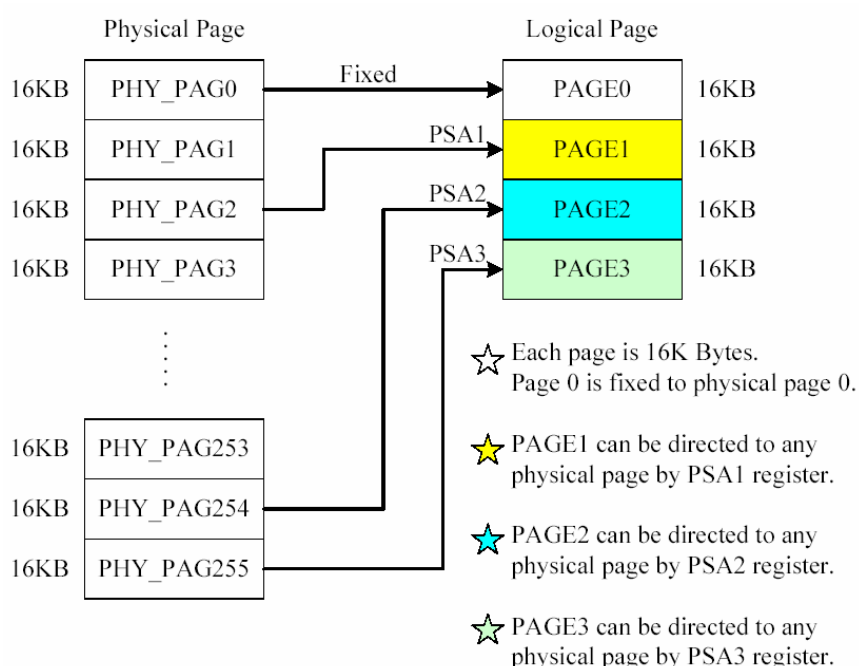 Physical Page
Logical Page
16KB PHY_PAG0 Fixed PAGE0 16KB
16KB PHY_PAG1 PSA1 PAGE1 16KB
16KB PHY_PAG2 PSA2 PAGE2 16KB
16KB PHY_PAG3 PSA3 PAGE3 16KB
16KB PHY_PAG253
16KB PHY_PAG254
16KB PHY_PAG255
Each page is 16K Bytes.
Page 0 is fixed to physical page 0.
PAGE1 can be directed to any
physical page by PSA1 register.
PAGE2 can be directed to any
physical page by PSA2 register.
PAGE3 can be directed to any
physical page by PSA3 register.